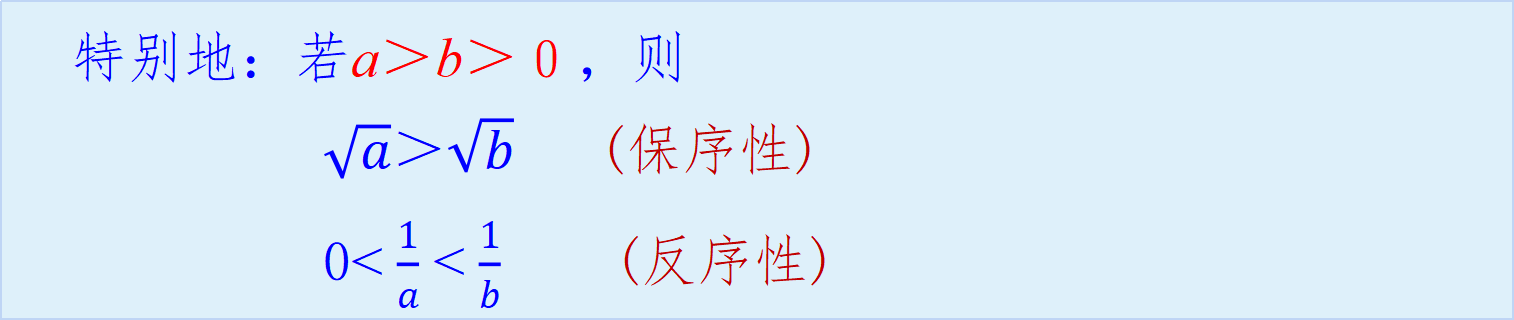 特别地：若a＞b＞ 0 ，则
√a＞√b (保序性)
0< 1/a < 1/b (反序性)